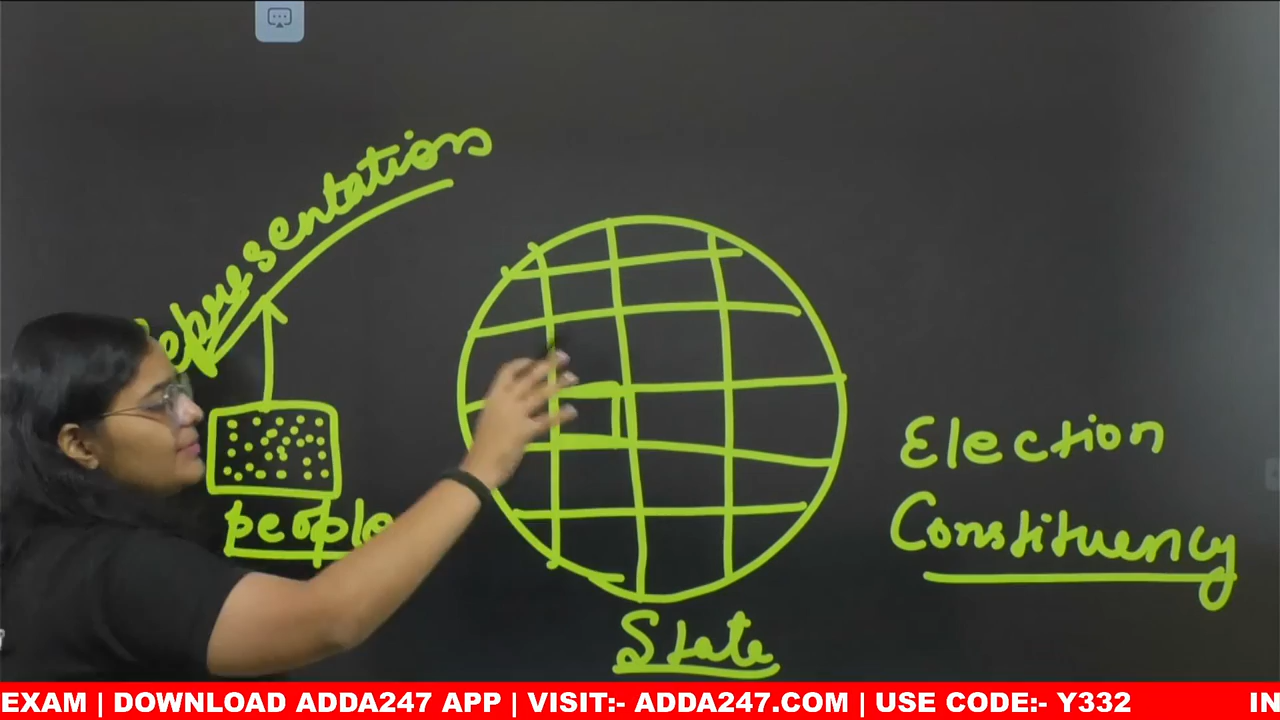 Representations
people
State
Election
Constituency
EXAM | DOWNLOAD ADDA247 APP | VISIT:- ADDA247.COM | USE CODE:- Y332 IN